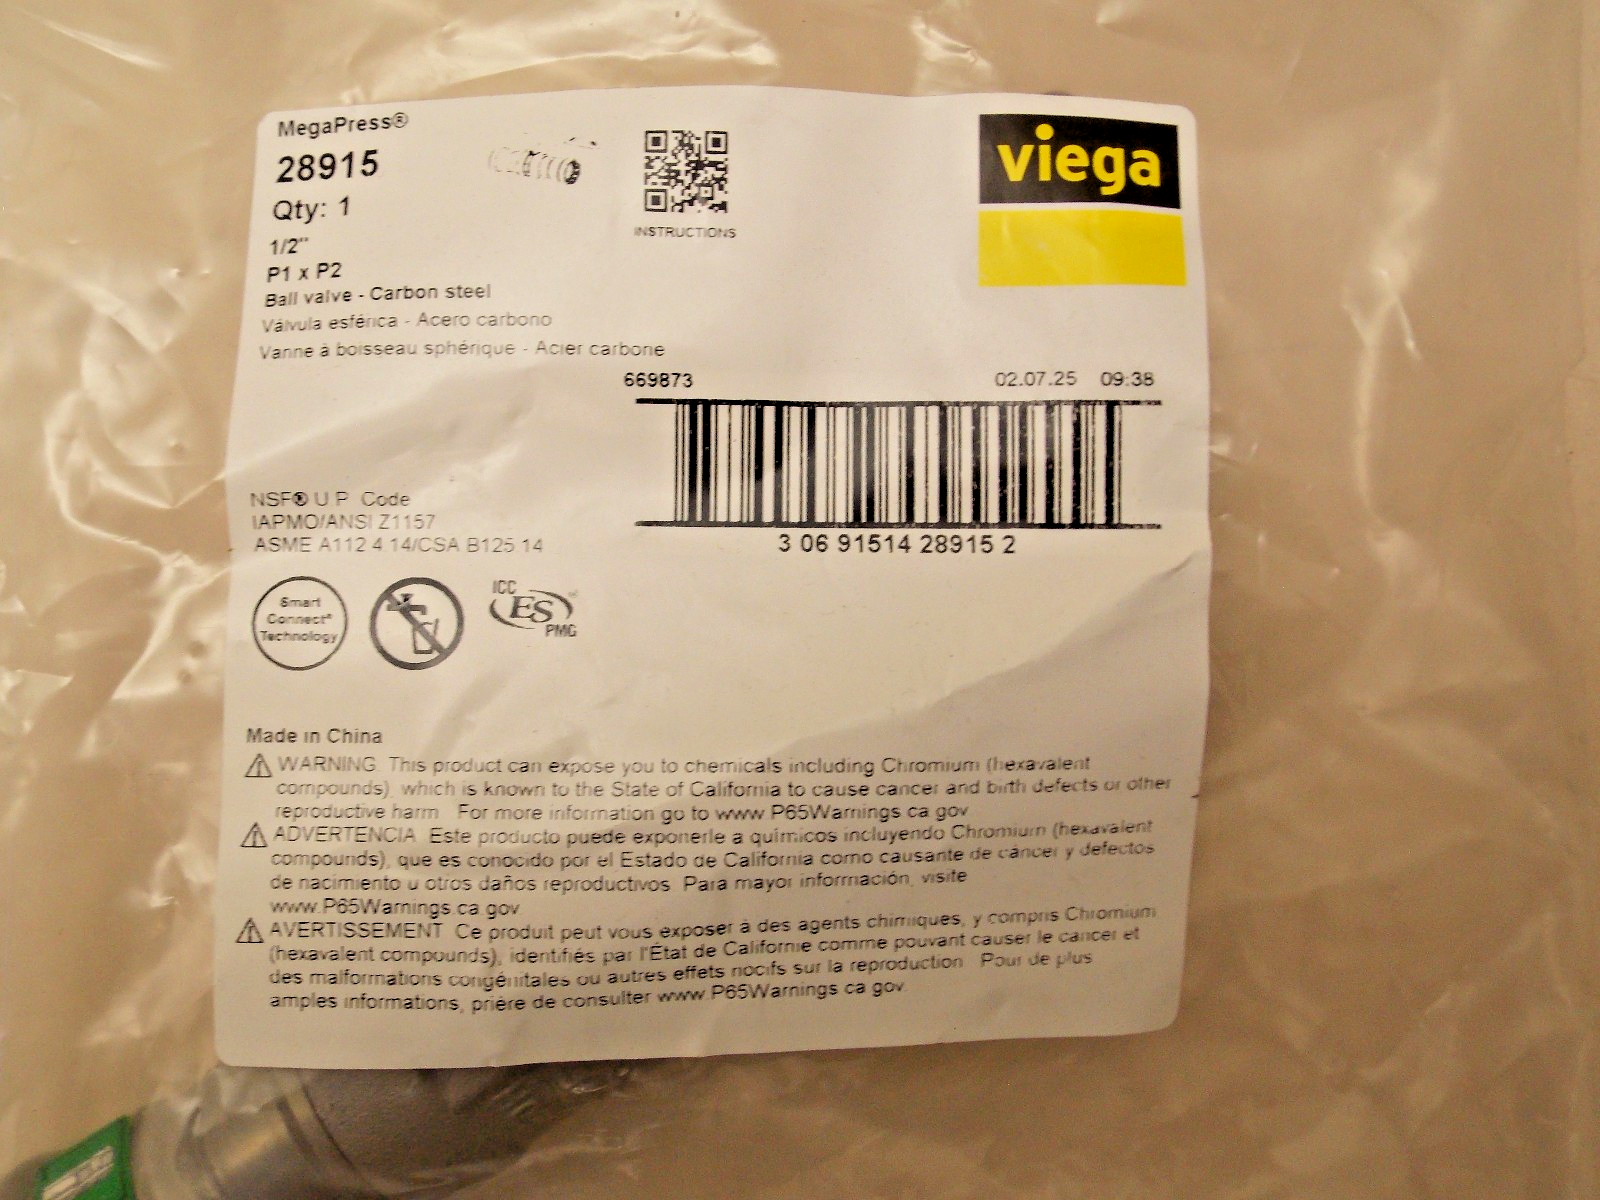 MegaPress®
28915
Qty: 1
1/2"
P1 x P2
Ball valve - Carbon steel
Válvula esférica - Acero carbono
Vanne à boisseau sphérique - Acier carbone
INSTRUCTIONS
viega
669873 02.07.25 09:38
3 06 91514 28915 2
NSF® U P Code
IAPMO/ANSI Z1157
ASME A112 4 14/CSA B125 14
Smart
Connect®
Technology
ICC
ES
PMG
Made in China
WARNING This product can expose you to chemicals including Chromium (hexavalent
compounds), which is known to the State of California to cause cancer and birth defects or other
reproductive harm For more information go to www P65Warnings ca gov
ADVERTENCIA Este producto puede exponerle a químicos incluyendo Chromium (hexavalent
compounds), que es conocido por el Estado de California como causante de cáncer y defectos
de nacimiento u otros daños reproductivos Para mayor información, visite
www.P65Warnings.ca.gov
AVERTISSEMENT Ce produit peut vous exposer à des agents chimiques, y compris Chromium
(hexavalent compounds), identifiés par l'État de Californie comme pouvant causer le cancer et
des malformations congénitales ou autres effets nocifs sur la reproduction Pour de plus
amples informations, prière de consulter www.P65Warnings ca gov.